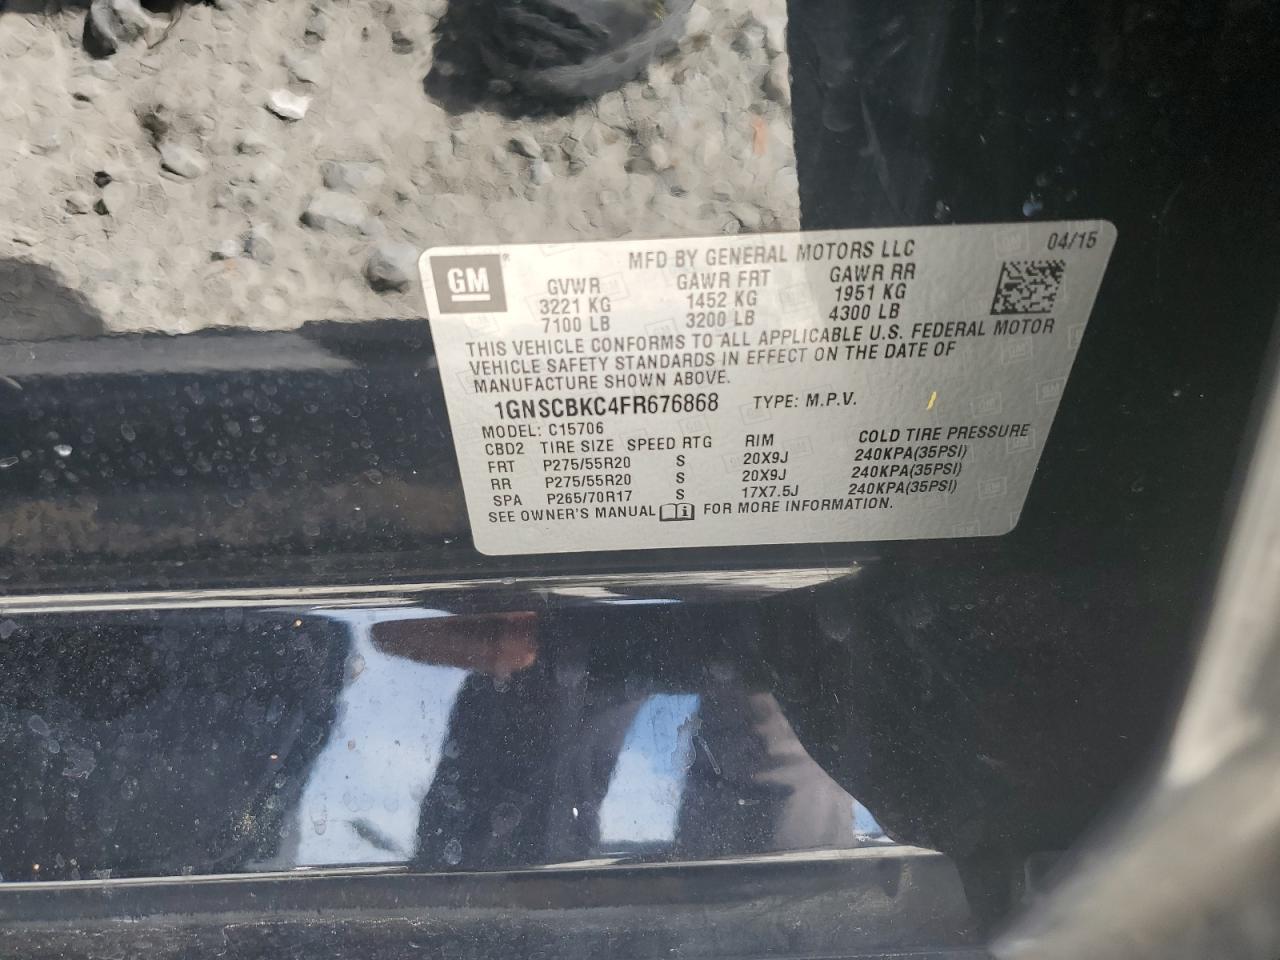 GM ®
MFD BY GENERAL MOTORS LLC 04/15
GVWR GAWR FRT GAWR RR
3221 KG 1452 KG 1951 KG
7100 LB 3200 LB 4300 LB
THIS VEHICLE CONFORMS TO ALL APPLICABLE U.S. FEDERAL MOTOR
VEHICLE SAFETY STANDARDS IN EFFECT ON THE DATE OF
MANUFACTURE SHOWN ABOVE.
1GNSCBKC4FR676868 TYPE: M.P.V.
MODEL: C15706
CBD2 TIRE SIZE SPEED RTG RIM COLD TIRE PRESSURE
FRT P275/55R20 S 20X9J 240KPA(35PSI)
RR P275/55R20 S 20X9J 240KPA(35PSI)
SPA P265/70R17 S 17X7.5J 240KPA(35PSI)
SEE OWNER'S MANUAL i FOR MORE INFORMATION.